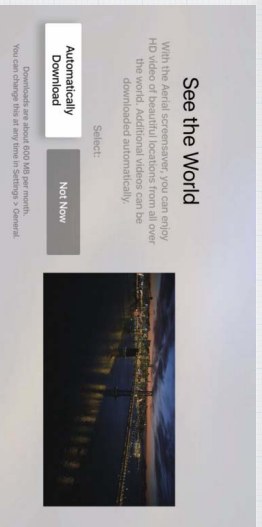 See the World
With the Aerial screensaver, you can enjoy
HD video of beautiful locations from all over
the world. Additional videos can be
downloaded automatically.
Select:
Automatically
Download
Not Now
Downloads are about 600 MB per month.
You can change this at any time in Settings > General.